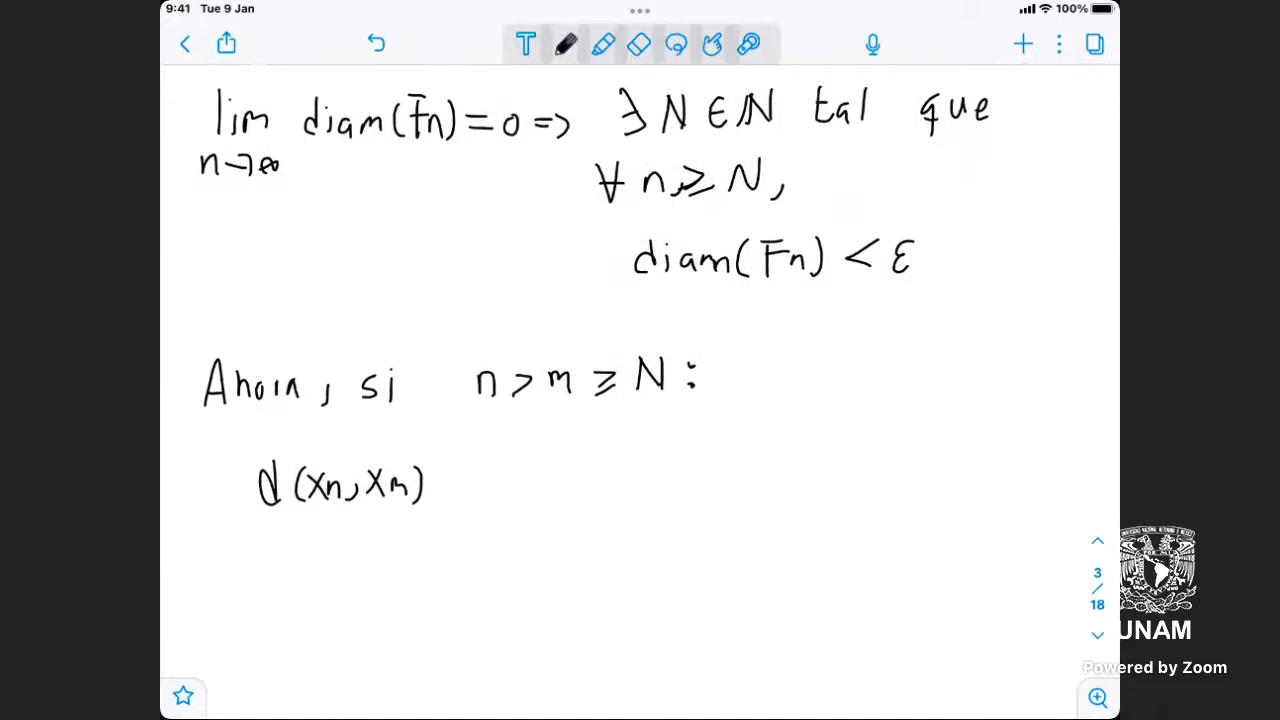 9:41 Tue 9 Jan 100%
lim diam(Fn) = 0 => ∃ N ∈ ℕ tal que
n→∞
∀ n ≥ N,
diam(Fn) < ε
Ahora, si n > m ≥ N :
d(xn, xm)
3
/
18
UNAM
Powered by Zoom